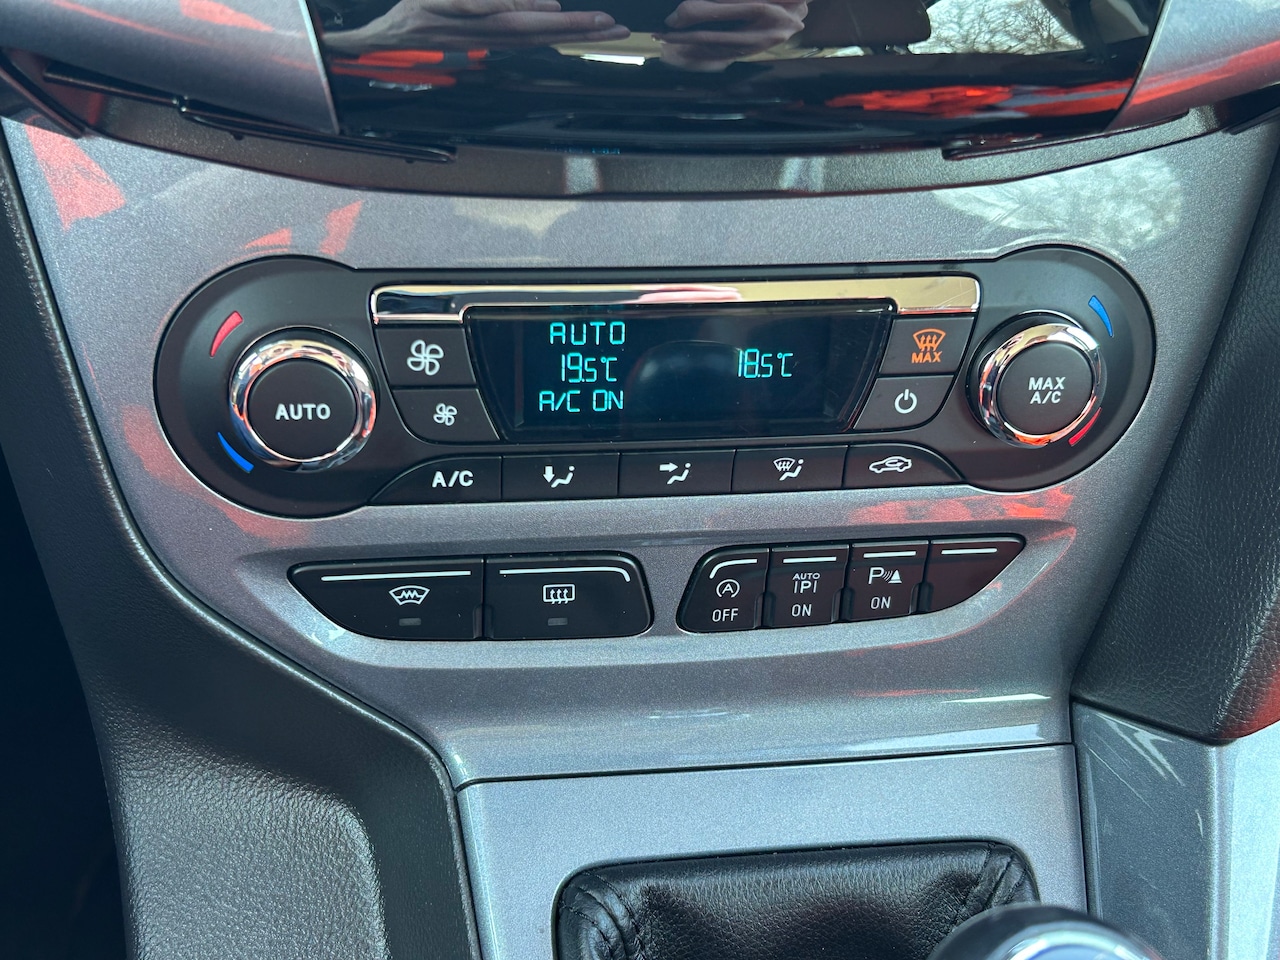 AUTO
19.5°C
18.5°C
A/C ON
MAX
AUTO
MAX
A/C
A/C
A
OFF
AUTO
P
ON
P
ON